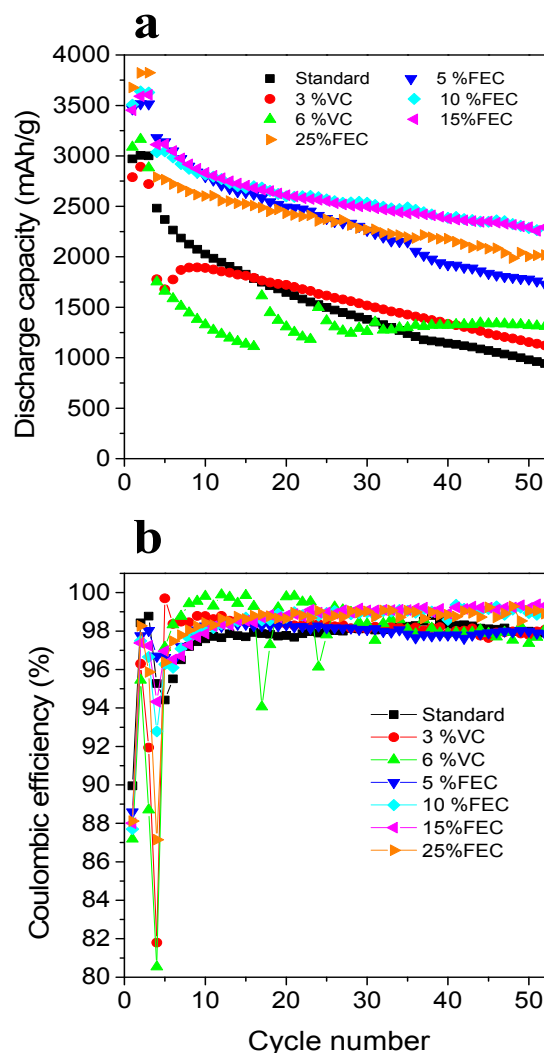 a
4000
3500
3000
2500
2000
1500
1000
500
0
Discharge capacity (mAh/g)
Standard
3 %VC
6 %VC
25%FEC
5 %FEC
10 %FEC
15%FEC
0 10 20 30 40 50
b
100
98
96
94
92
90
88
86
84
82
80
Coulombic efficiency (%)
Standard
3 %VC
6 %VC
5 %FEC
10 %FEC
15%FEC
25%FEC
0 10 20 30 40 50
Cycle number